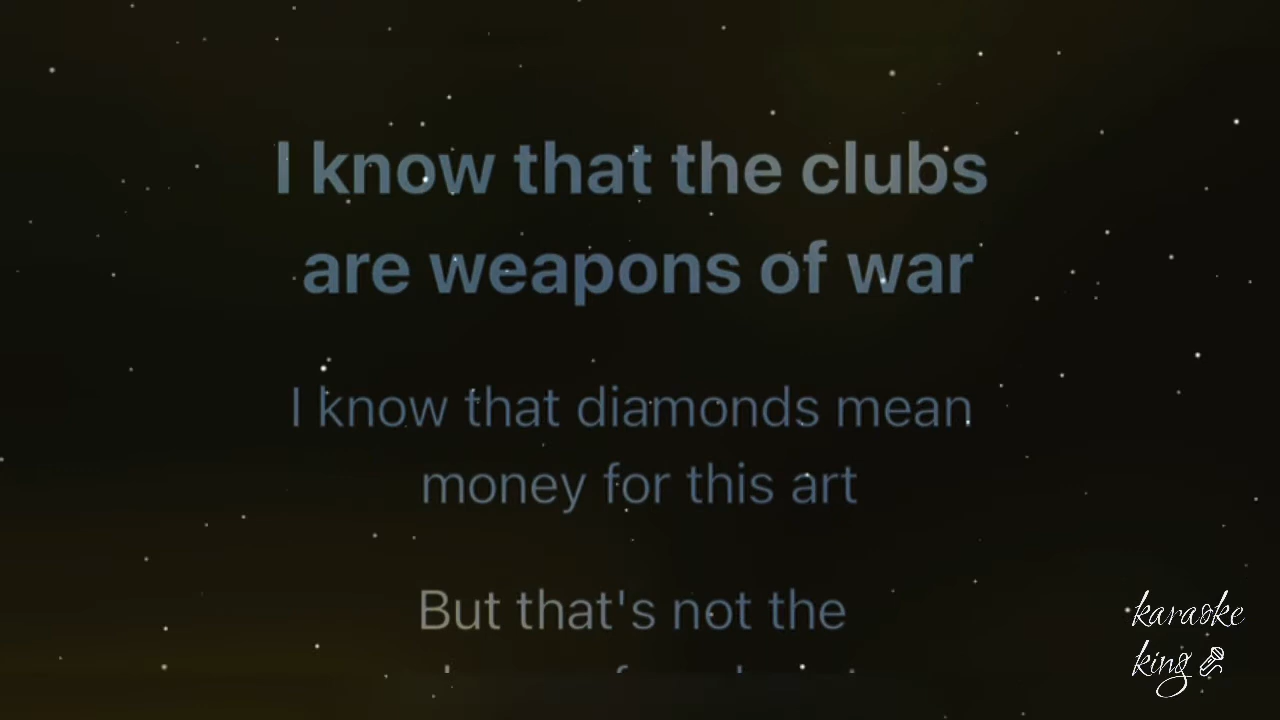 I know that the clubs
are weapons of war
I know that diamonds mean
money for this art
But that's not the
karaoke
king